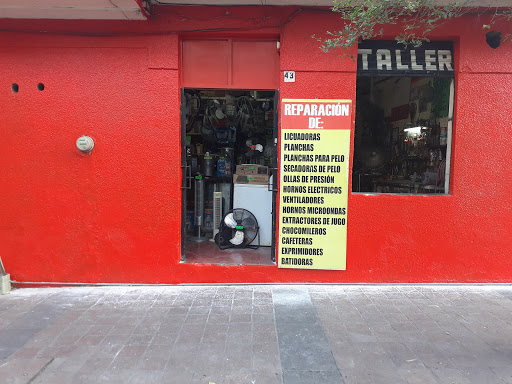 43
TALLER
REPARACIÓN
DE:
LICUADORAS
PLANCHAS
PLANCHAS PARA PELO
SECADORAS DE PELO
OLLAS DE PRESIÓN
HORNOS ELECTRICOS
VENTILADORES
HORNOS MICROONDAS
EXTRACTORES DE JUGO
CHOCOMILEROS
CAFETERAS
EXPRIMIDORES
BATIDORAS